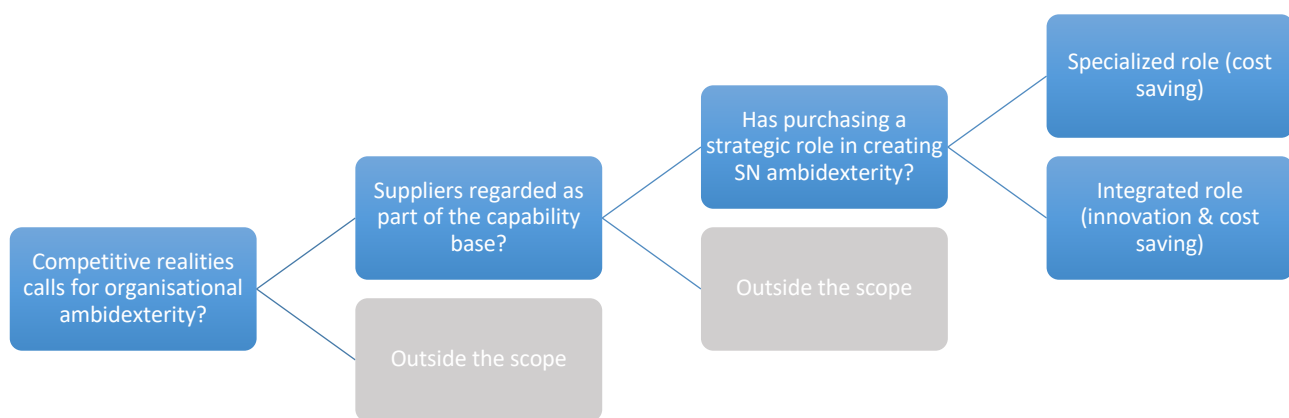 Competitive realities
calls for organisational
ambidexterity?
Suppliers regarded as
part of the capability
base?
Outside the scope
Has purchasing a
strategic role in creating
SN ambidexterity?
Outside the scope
Specialized role (cost
saving)
Integrated role
(innovation & cost
saving)